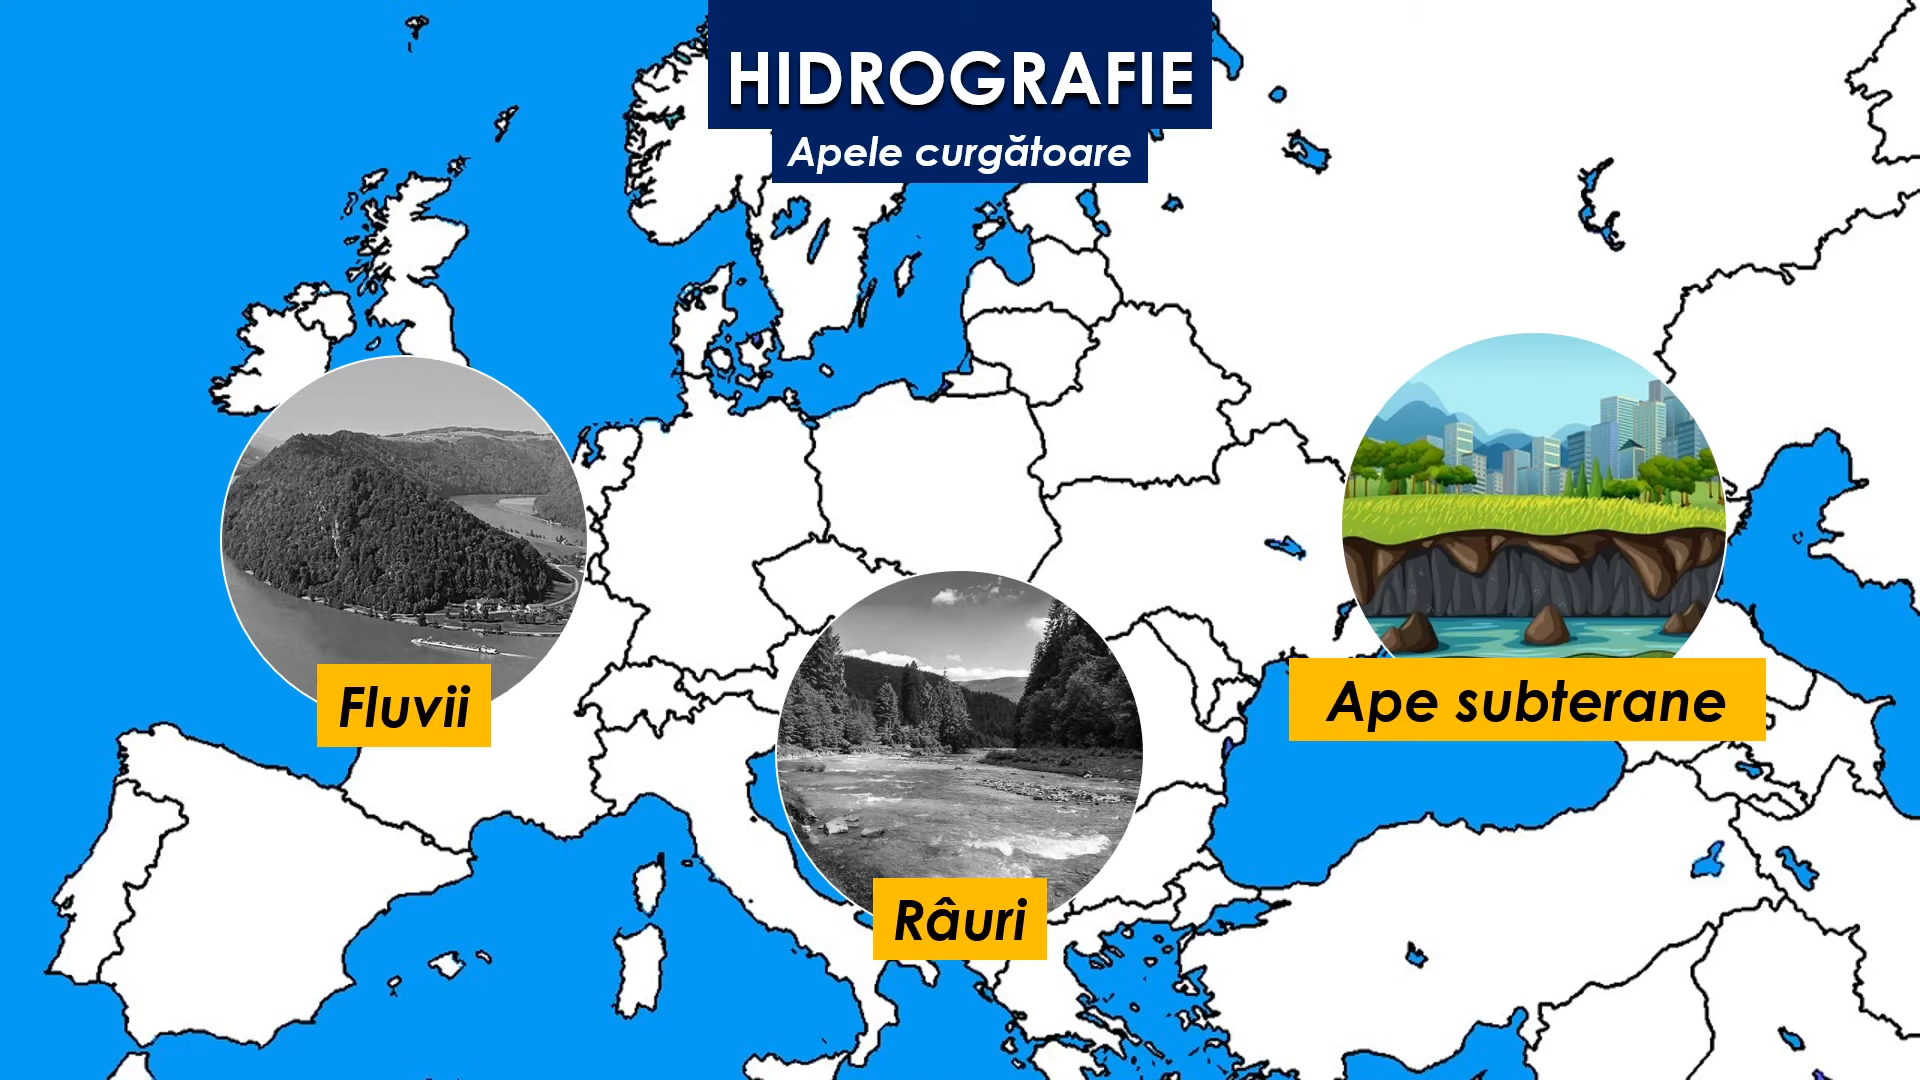 HIDROGRAFIE
Apele curgătoare
Fluvii
Râuri
Ape subterane